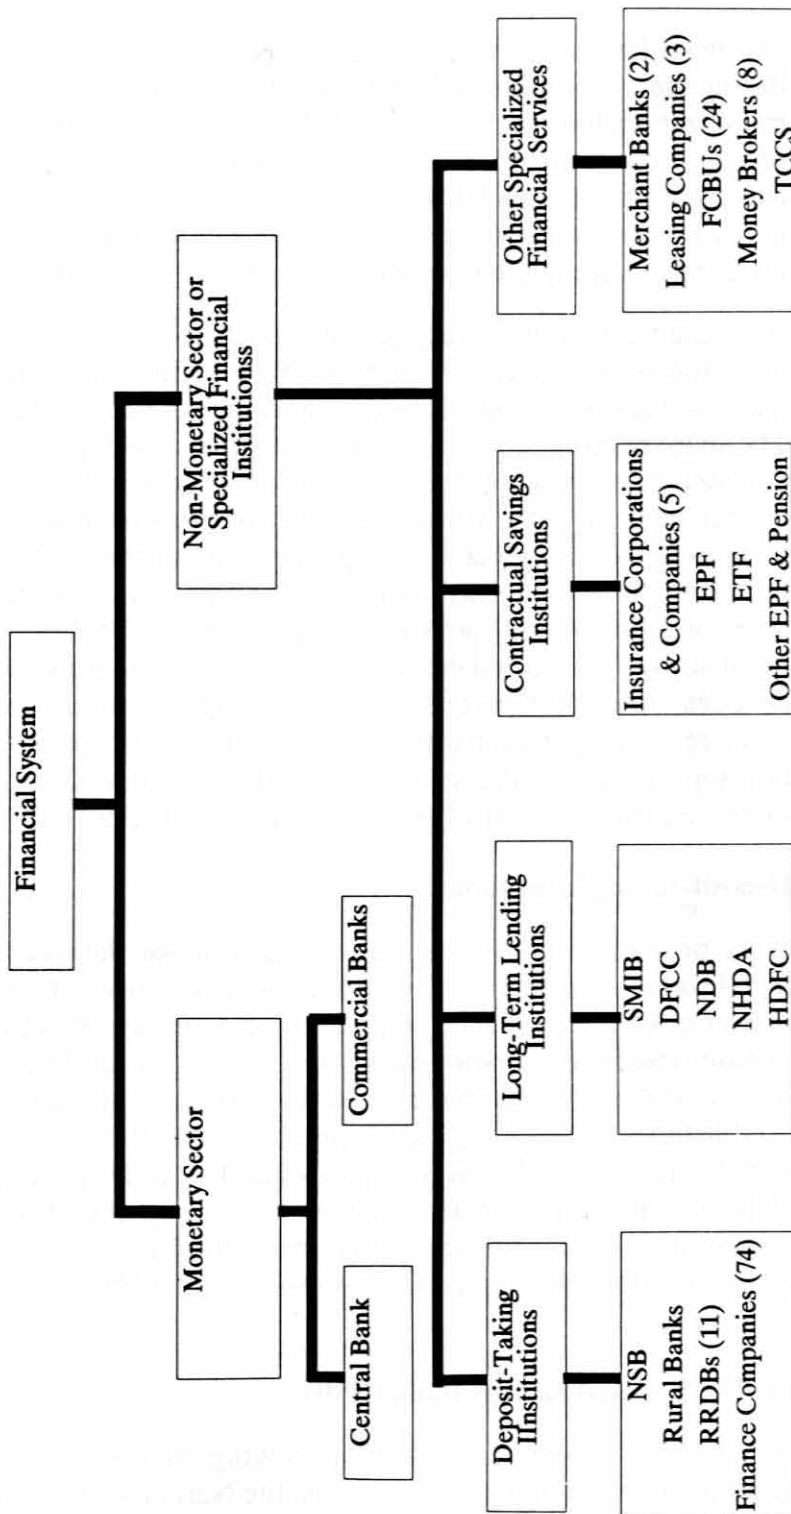 Financial System
Monetary Sector
Non-Monetary Sector or
Specialized Financial
Institutionss
Central Bank
Commercial Banks
Deposit-Taking
IInstitutions
Long-Term Lending
Institutions
Contractual Savings
Institutions
Other Specialized
Financial Services
NSB
Rural Banks
RRDBs (11)
Finance Companies (74)
SMIB
DFCC
NDB
NHDA
HDFC
Insurance Corporations
& Companies (5)
EPF
ETF
Other EPF & Pension
Merchant Banks (2)
Leasing Companies (3)
FCBUs (24)
Money Brokers (8)
TCCS